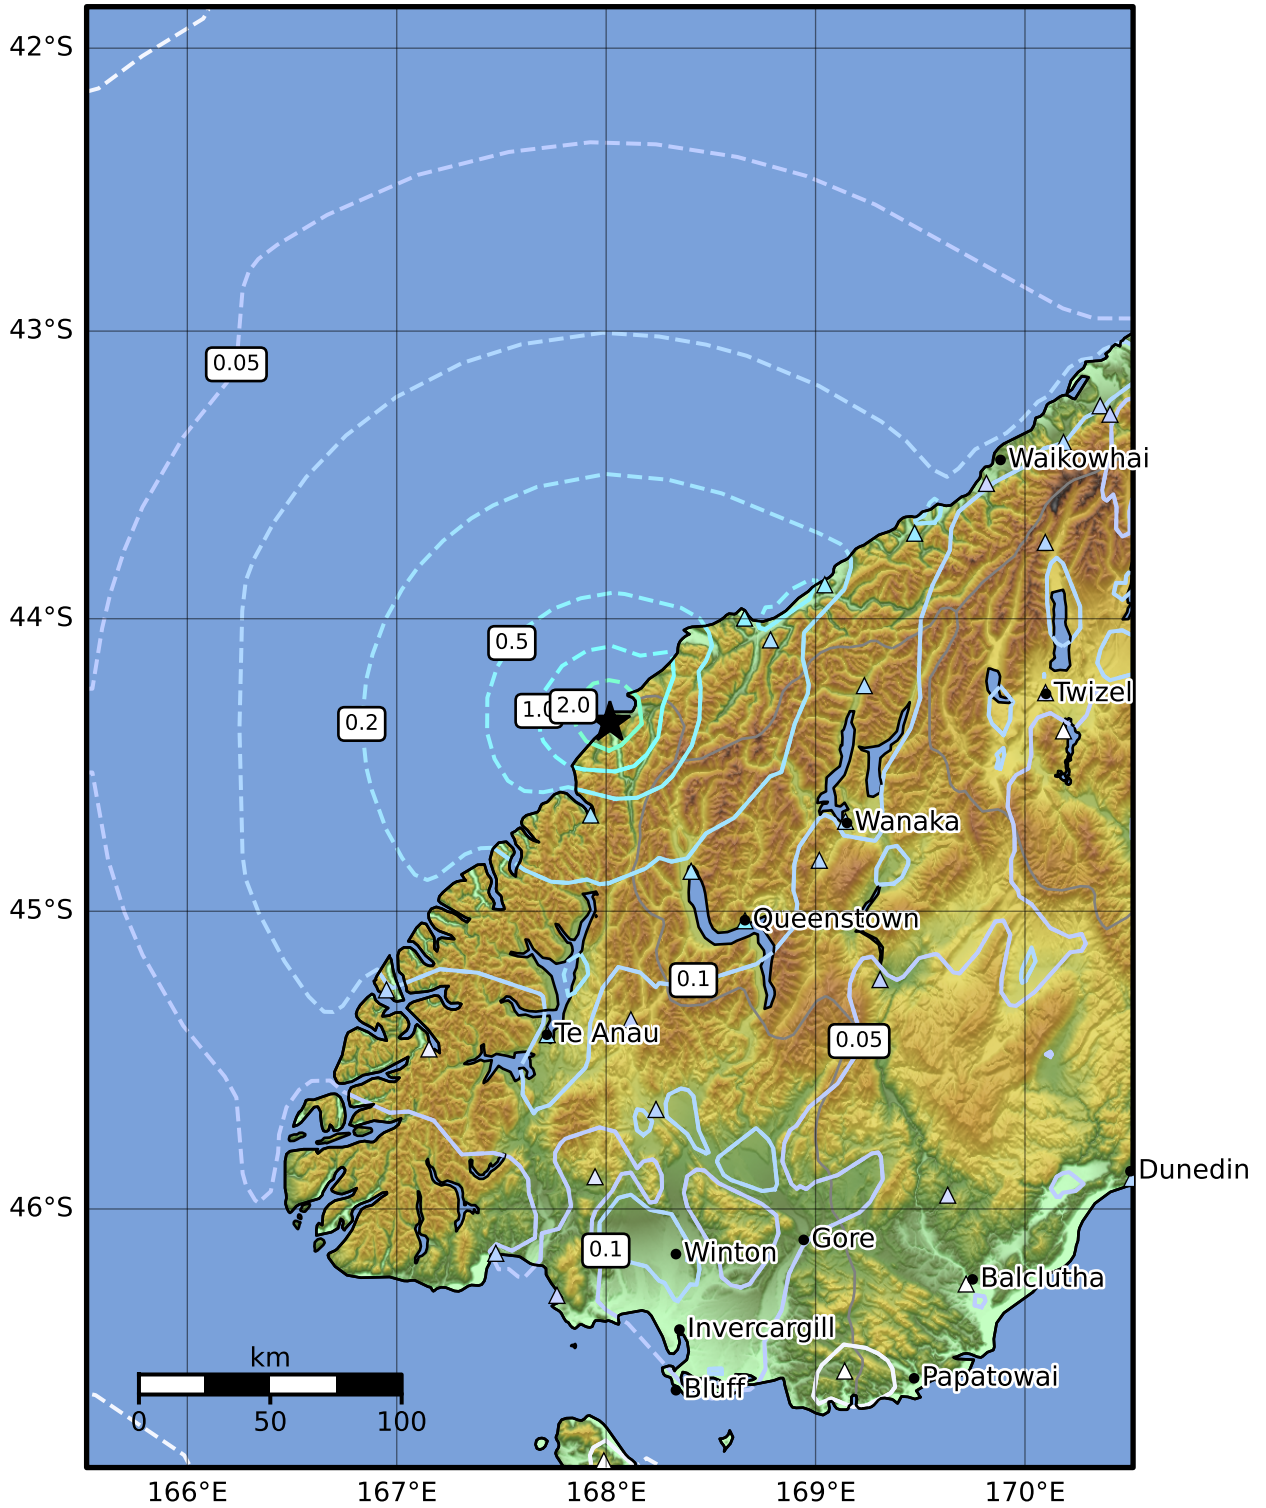 42°S
43°S
0.05
Waikowhai
44°S
0.5
Twizel
1.0
2.0
0.2
Wanaka
45°S
Queenstown
0.1
Te Anau
0.05
Dunedin
46°S
0.1
Winton
Gore
Balclutha
Invercargill
km
Bluff
Papatowai
0 50 100
166°E 167°E 168°E 169°E 170°E